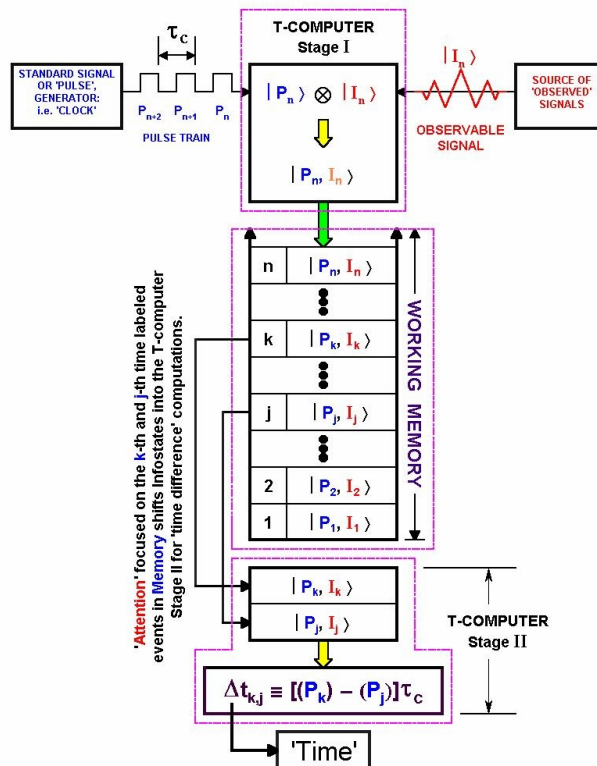 τc
T-COMPUTER
Stage I
STANDARD SIGNAL
OR 'PULSE',
GENERATOR:
i.e. 'CLOCK'
Pn+2 Pn+1 Pn
PULSE TRAIN
| Pn ⟩ ⊗ | In ⟩
| Pn, In ⟩
| In ⟩
OBSERVABLE
SIGNAL
SOURCE OF
'OBSERVED'
SIGNALS
n | Pn, In ⟩
k | Pk, Ik ⟩
j | Pj, Ij ⟩
2 | P2, I2 ⟩
1 | P1, I1 ⟩
WORKING MEMORY
'Attention' focused on the k-th and j-th time labeled
events in Memory shifts Infostates into the T-computer
Stage II for 'time difference' computations.
| Pk, Ik ⟩
| Pj, Ij ⟩
T-COMPUTER
Stage II
Δtk,j ≡ [(Pk) – (Pj)]τc
'Time'